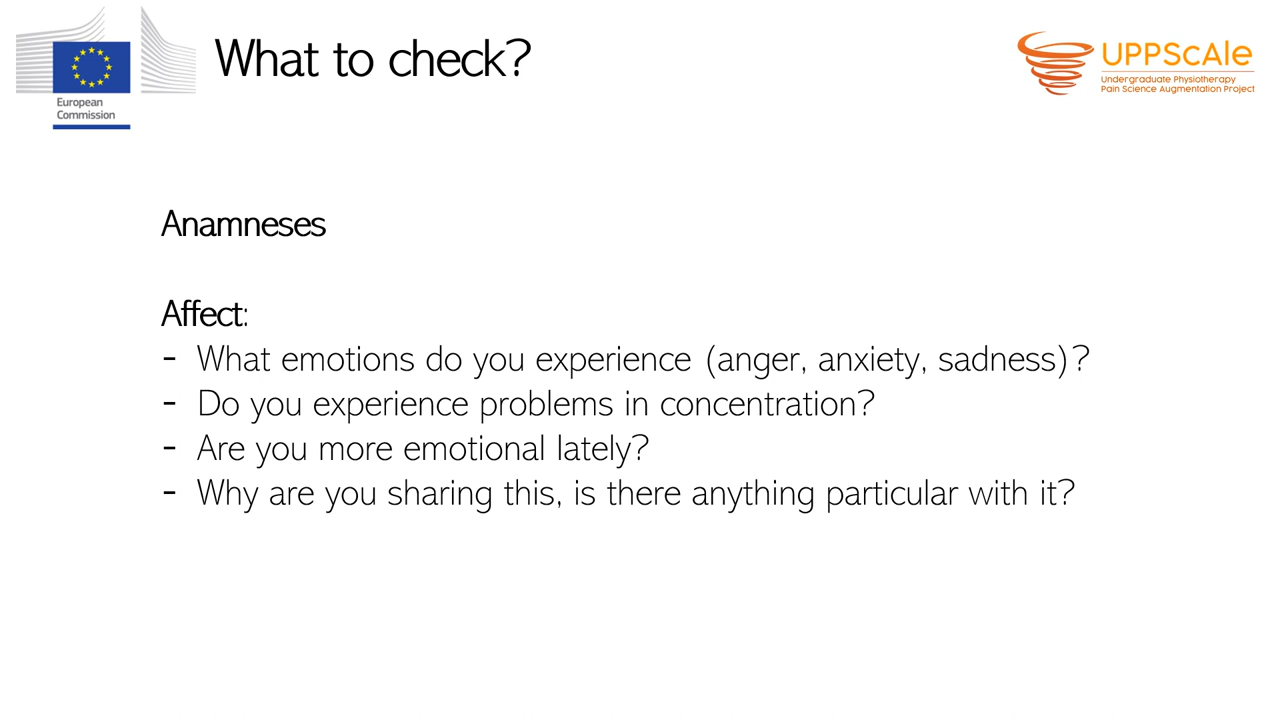 European
Commission
What to check?
UPPSCale
Undergraduate Physiotherapy
Pain Science Augmentation Project
Anamneses
Affect:
- What emotions do you experience (anger, anxiety, sadness)?
- Do you experience problems in concentration?
- Are you more emotional lately?
- Why are you sharing this, is there anything particular with it?